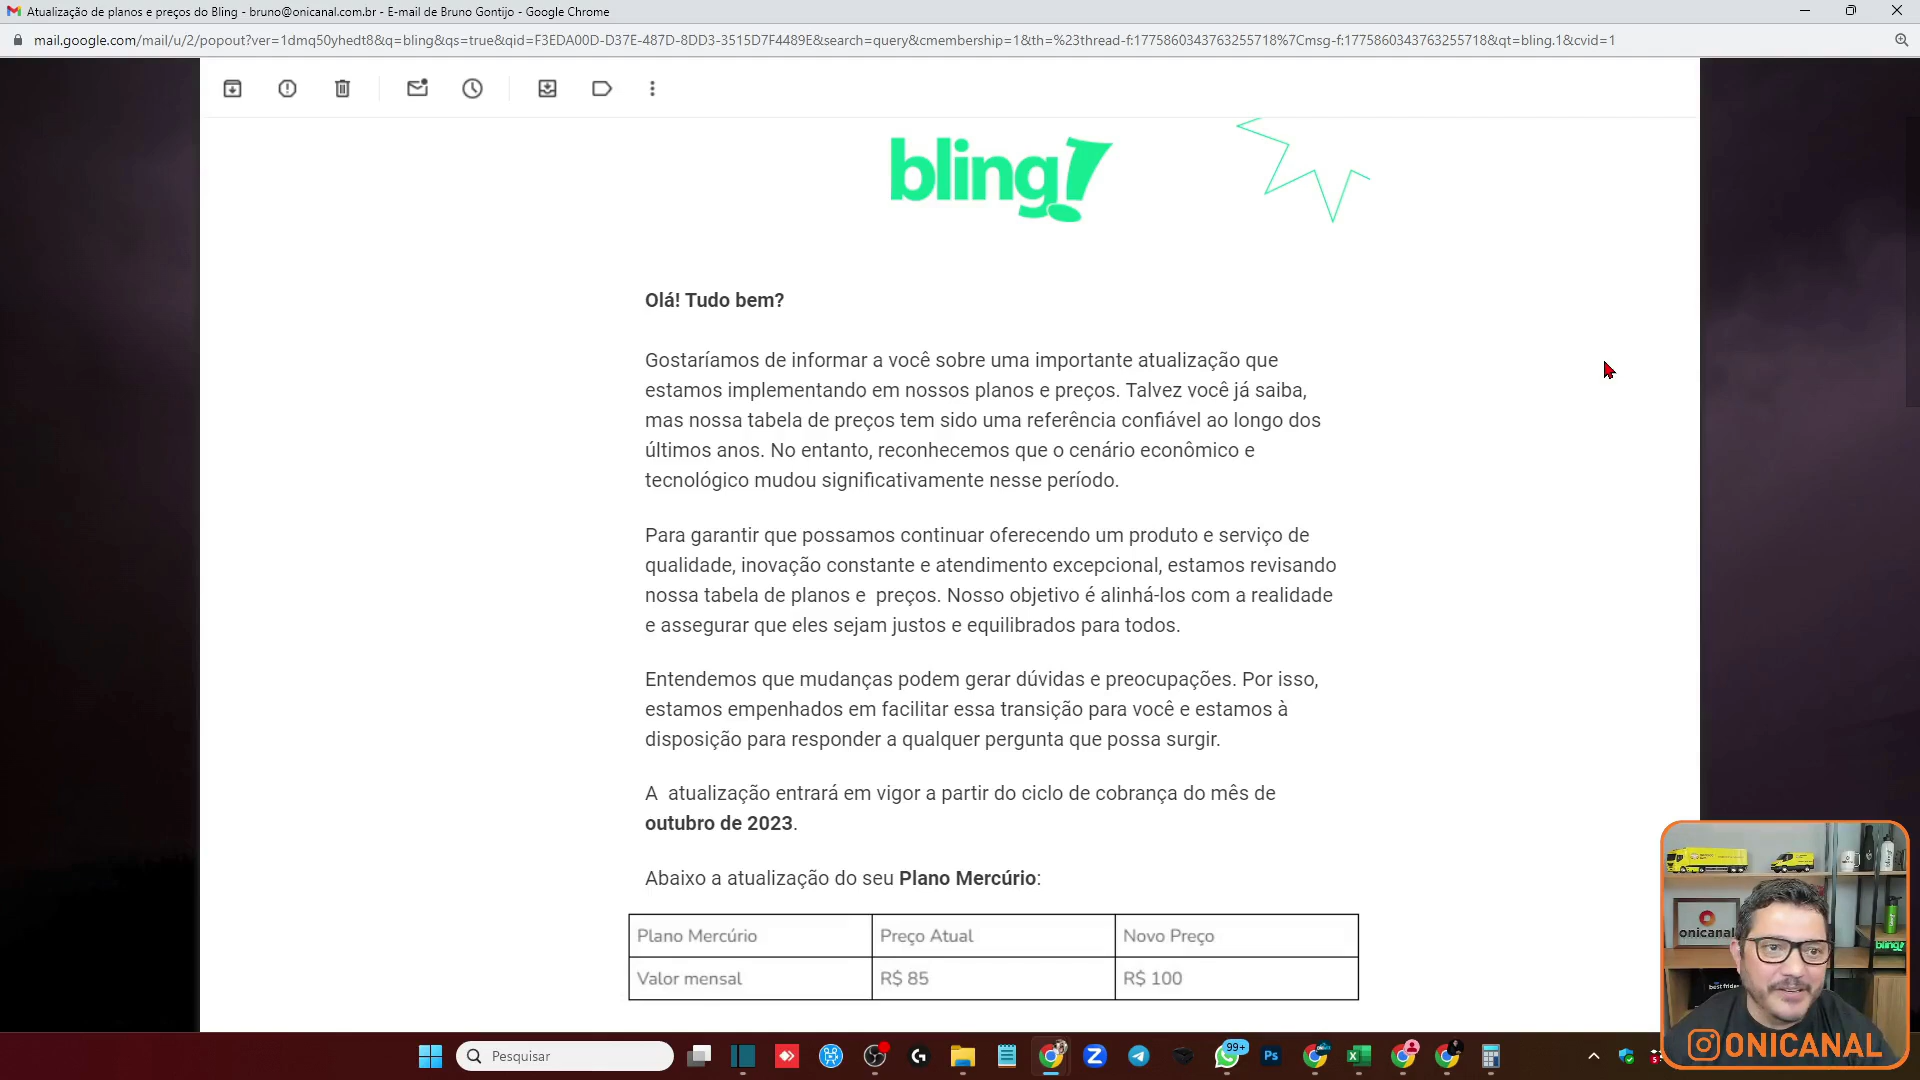 Atualização de planos e preços do Bling - bruno@onicanal.com.br - E-mail de Bruno Gontijo - Google Chrome
mail.google.com/mail/u/2/popout?ver=1dmq50yhedt8&q=bling&qs=true&qid=F3EDA00D-D37E-487D-8DD3-3515D7F4489E&search=query&cmembership=1&th=%23thread-f:1775860343763255718%7Cmsg-f:1775860343763255718&qt=bling.1&cvid=1
bling!
Olá! Tudo bem?
Gostaríamos de informar a você sobre uma importante atualização que
estamos implementando em nossos planos e preços. Talvez você já saiba,
mas nossa tabela de preços tem sido uma referência confiável ao longo dos
últimos anos. No entanto, reconhecemos que o cenário econômico e
tecnológico mudou significativamente nesse período.
Para garantir que possamos continuar oferecendo um produto e serviço de
qualidade, inovação constante e atendimento excepcional, estamos revisando
nossa tabela de planos e  preços. Nosso objetivo é alinhá-los com a realidade
e assegurar que eles sejam justos e equilibrados para todos.
Entendemos que mudanças podem gerar dúvidas e preocupações. Por isso,
estamos empenhados em facilitar essa transição para você e estamos à
disposição para responder a qualquer pergunta que possa surgir.
A  atualização entrará em vigor a partir do ciclo de cobrança do mês de
outubro de 2023.
Abaixo a atualização do seu Plano Mercúrio:
Plano Mercúrio Preço Atual Novo Preço
Valor mensal R$ 85 R$ 100
onicanal
bling!
ONICANAL
Pesquisar
99+
Ps